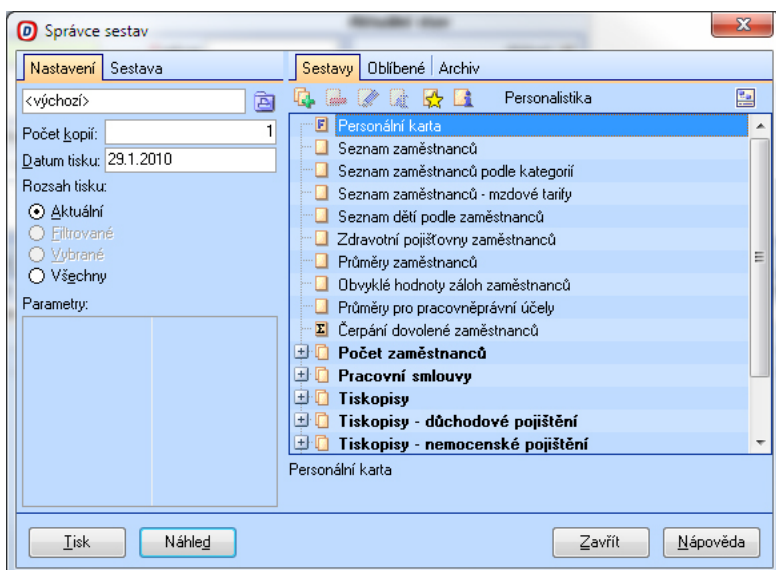 Správce sestav
Nastavení Sestava
<výchozí>
Počet kopií: 1
Datum tisku: 29.1.2010
Rozsah tisku:
Aktuální
Filtrované
Vybrané
Všechny
Parametry:
Tisk Náhled
Sestavy Oblíbené Archiv
Personalistika
Personální karta
Seznam zaměstnanců
Seznam zaměstnanců podle kategorií
Seznam zaměstnanců - mzdové tarify
Seznam dětí podle zaměstnanců
Zdravotní pojišťovny zaměstnanců
Průměry zaměstnanců
Obvyklé hodnoty záloh zaměstnanců
Průměry pro pracovněprávní účely
Čerpání dovolené zaměstnanců
Počet zaměstnanců
Pracovní smlouvy
Tiskopisy
Tiskopisy - důchodové pojištění
Tiskopisy - nemocenské pojištění
Personální karta
Zavřít Nápověda